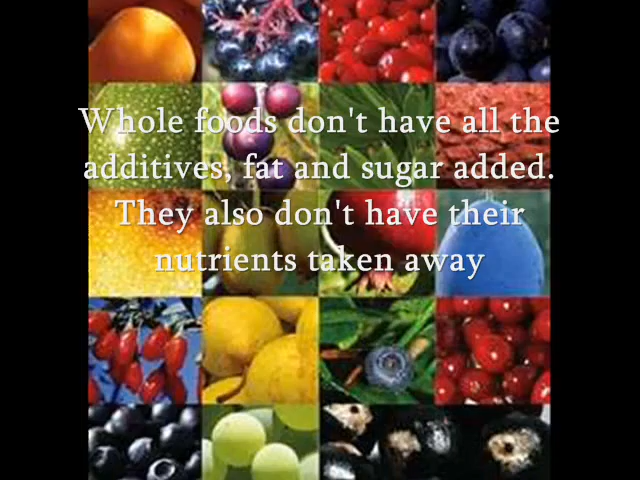 Whole foods don't have all the
additives, fat and sugar added.
They also don't have their
nutrients taken away